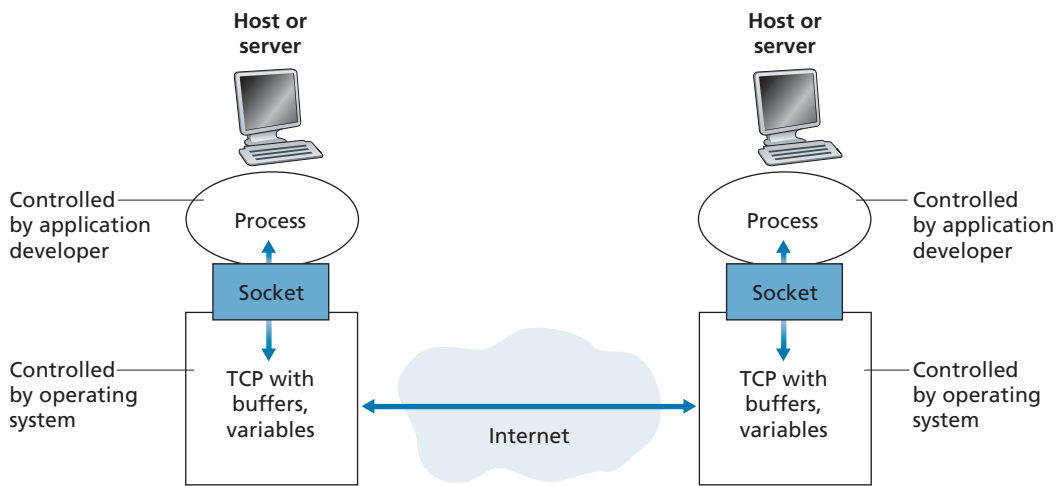 Host or
server
Host or
server
Controlled
by application
developer
Process
Process
Controlled
by application
developer
Socket
Socket
Controlled
by operating
system
TCP with
buffers,
variables
Internet
TCP with
buffers,
variables
Controlled
by operating
system